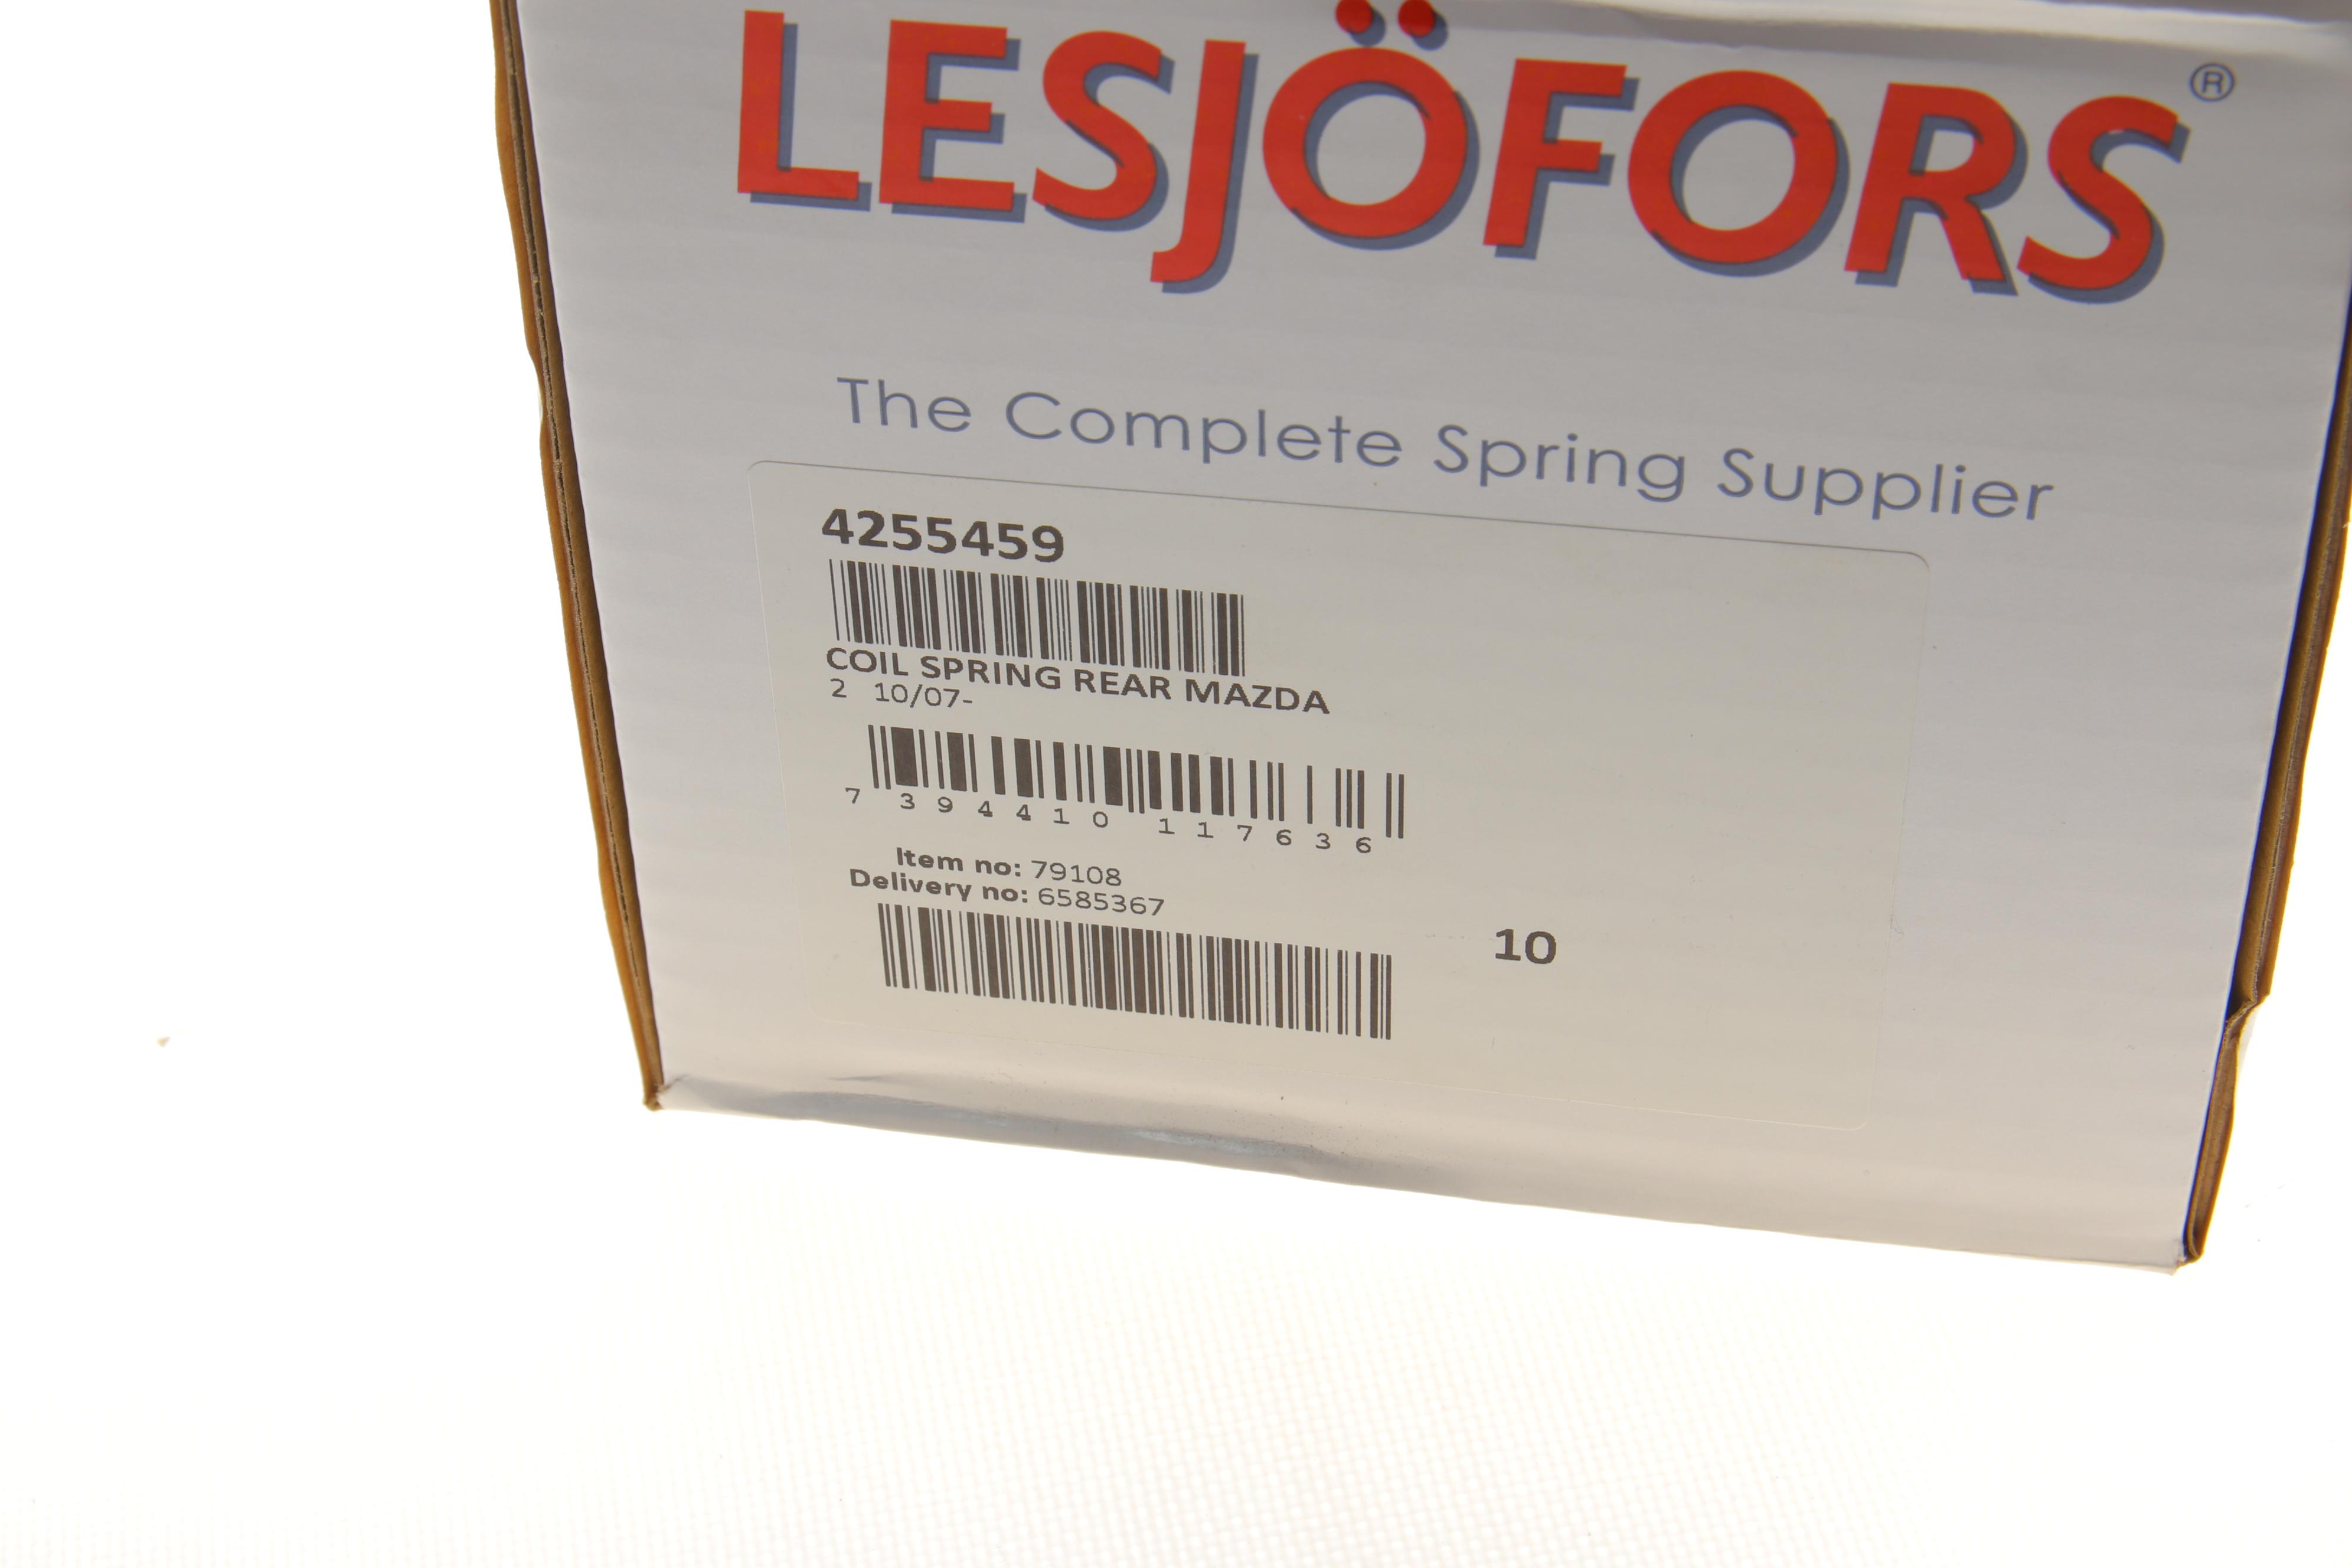 LESJÖFORS®
The Complete Spring Supplier
4255459
COIL SPRING REAR MAZDA
2 10/07-
7 394410 117636
Item no: 79108
Delivery no: 6585367
10